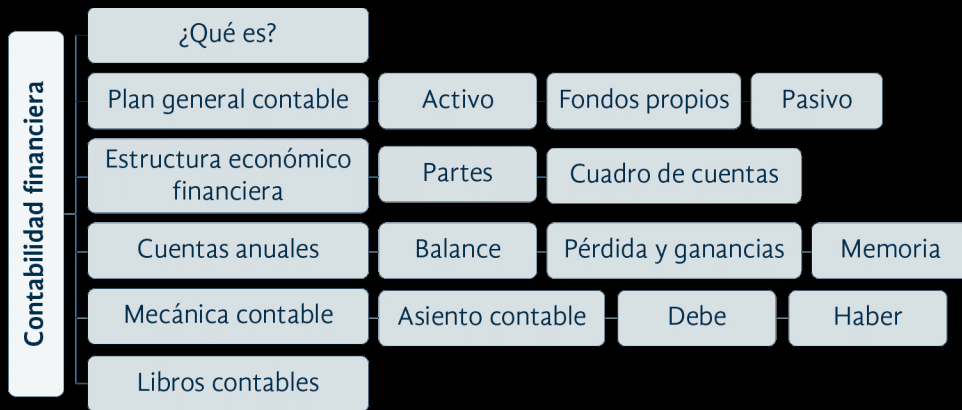 Contabilidad financiera
¿Qué es?
Plan general contable
Activo
Fondos propios
Pasivo
Estructura económico
financiera
Partes
Cuadro de cuentas
Cuentas anuales
Balance
Pérdida y ganancias
Memoria
Mecánica contable
Asiento contable
Debe
Haber
Libros contables